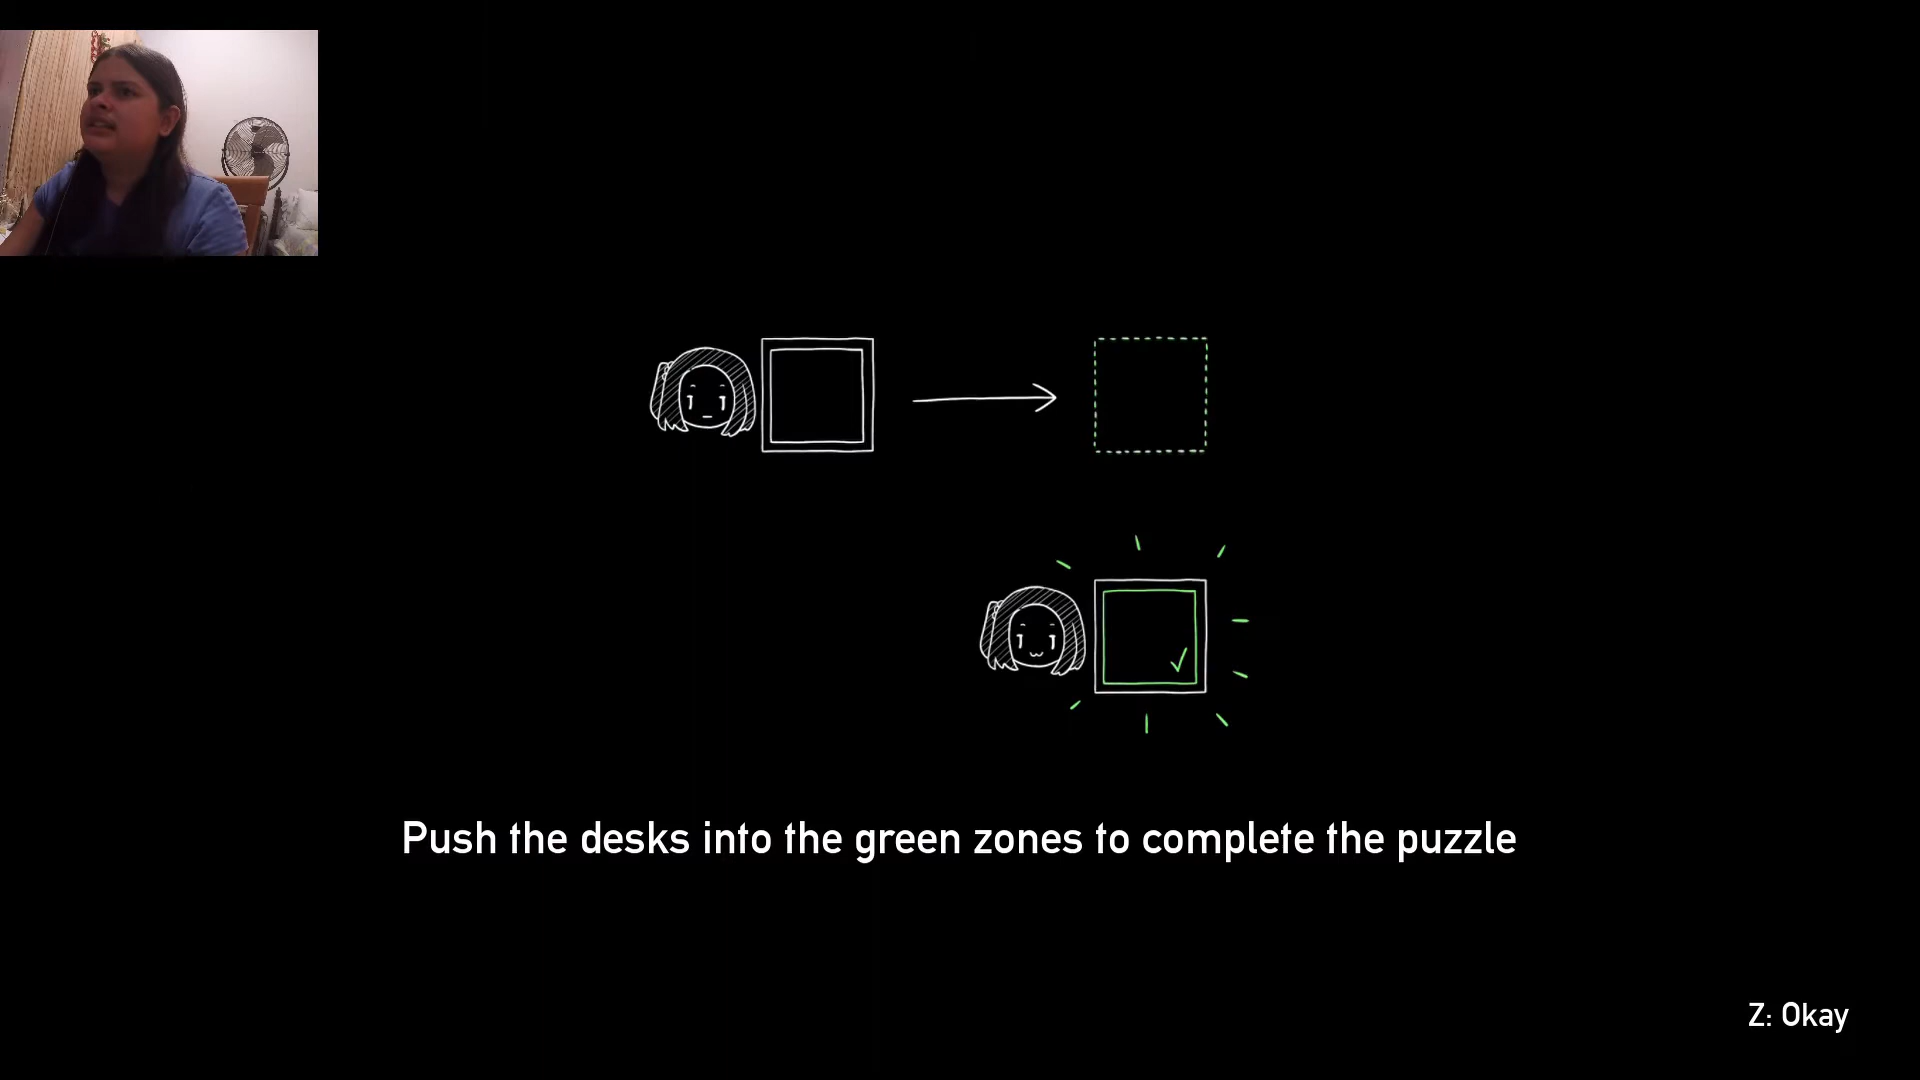 Push the desks into the green zones to complete the puzzle
Z: Okay